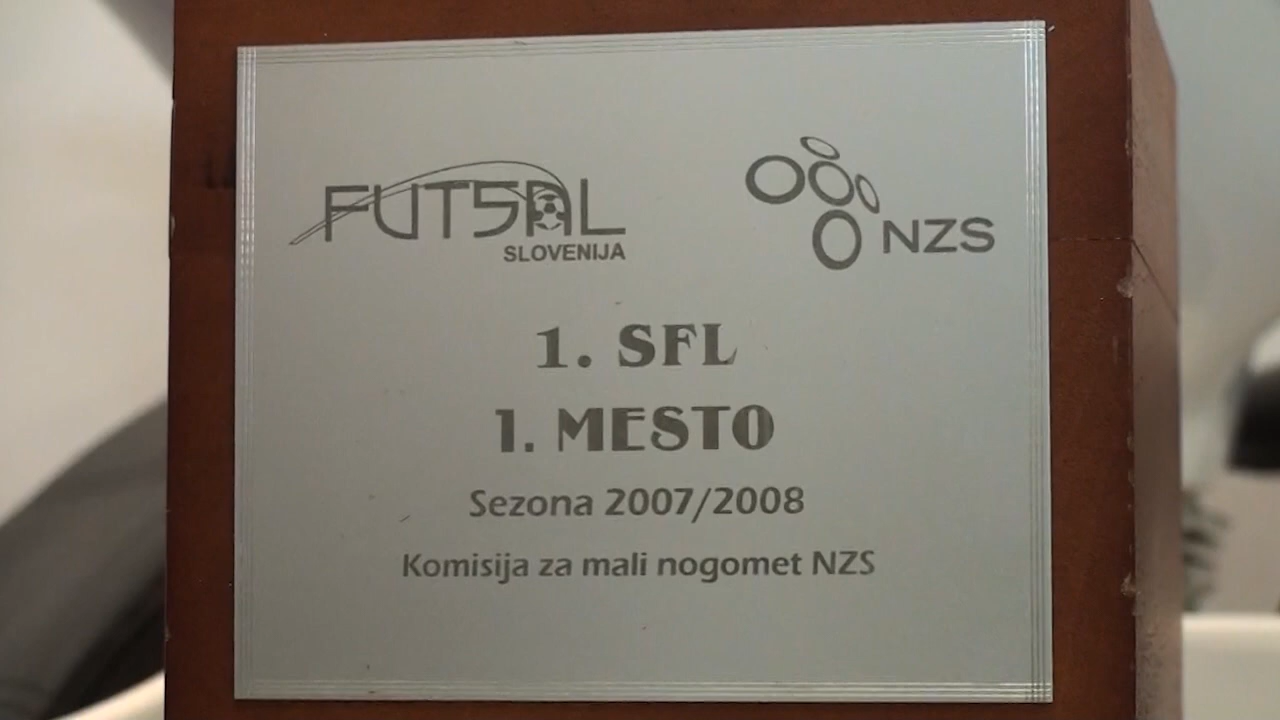 FUTSAL
SLOVENIJA
NZS
1. SFL
1. MESTO
Sezona 2007/2008
Komisija za mali nogomet NZS